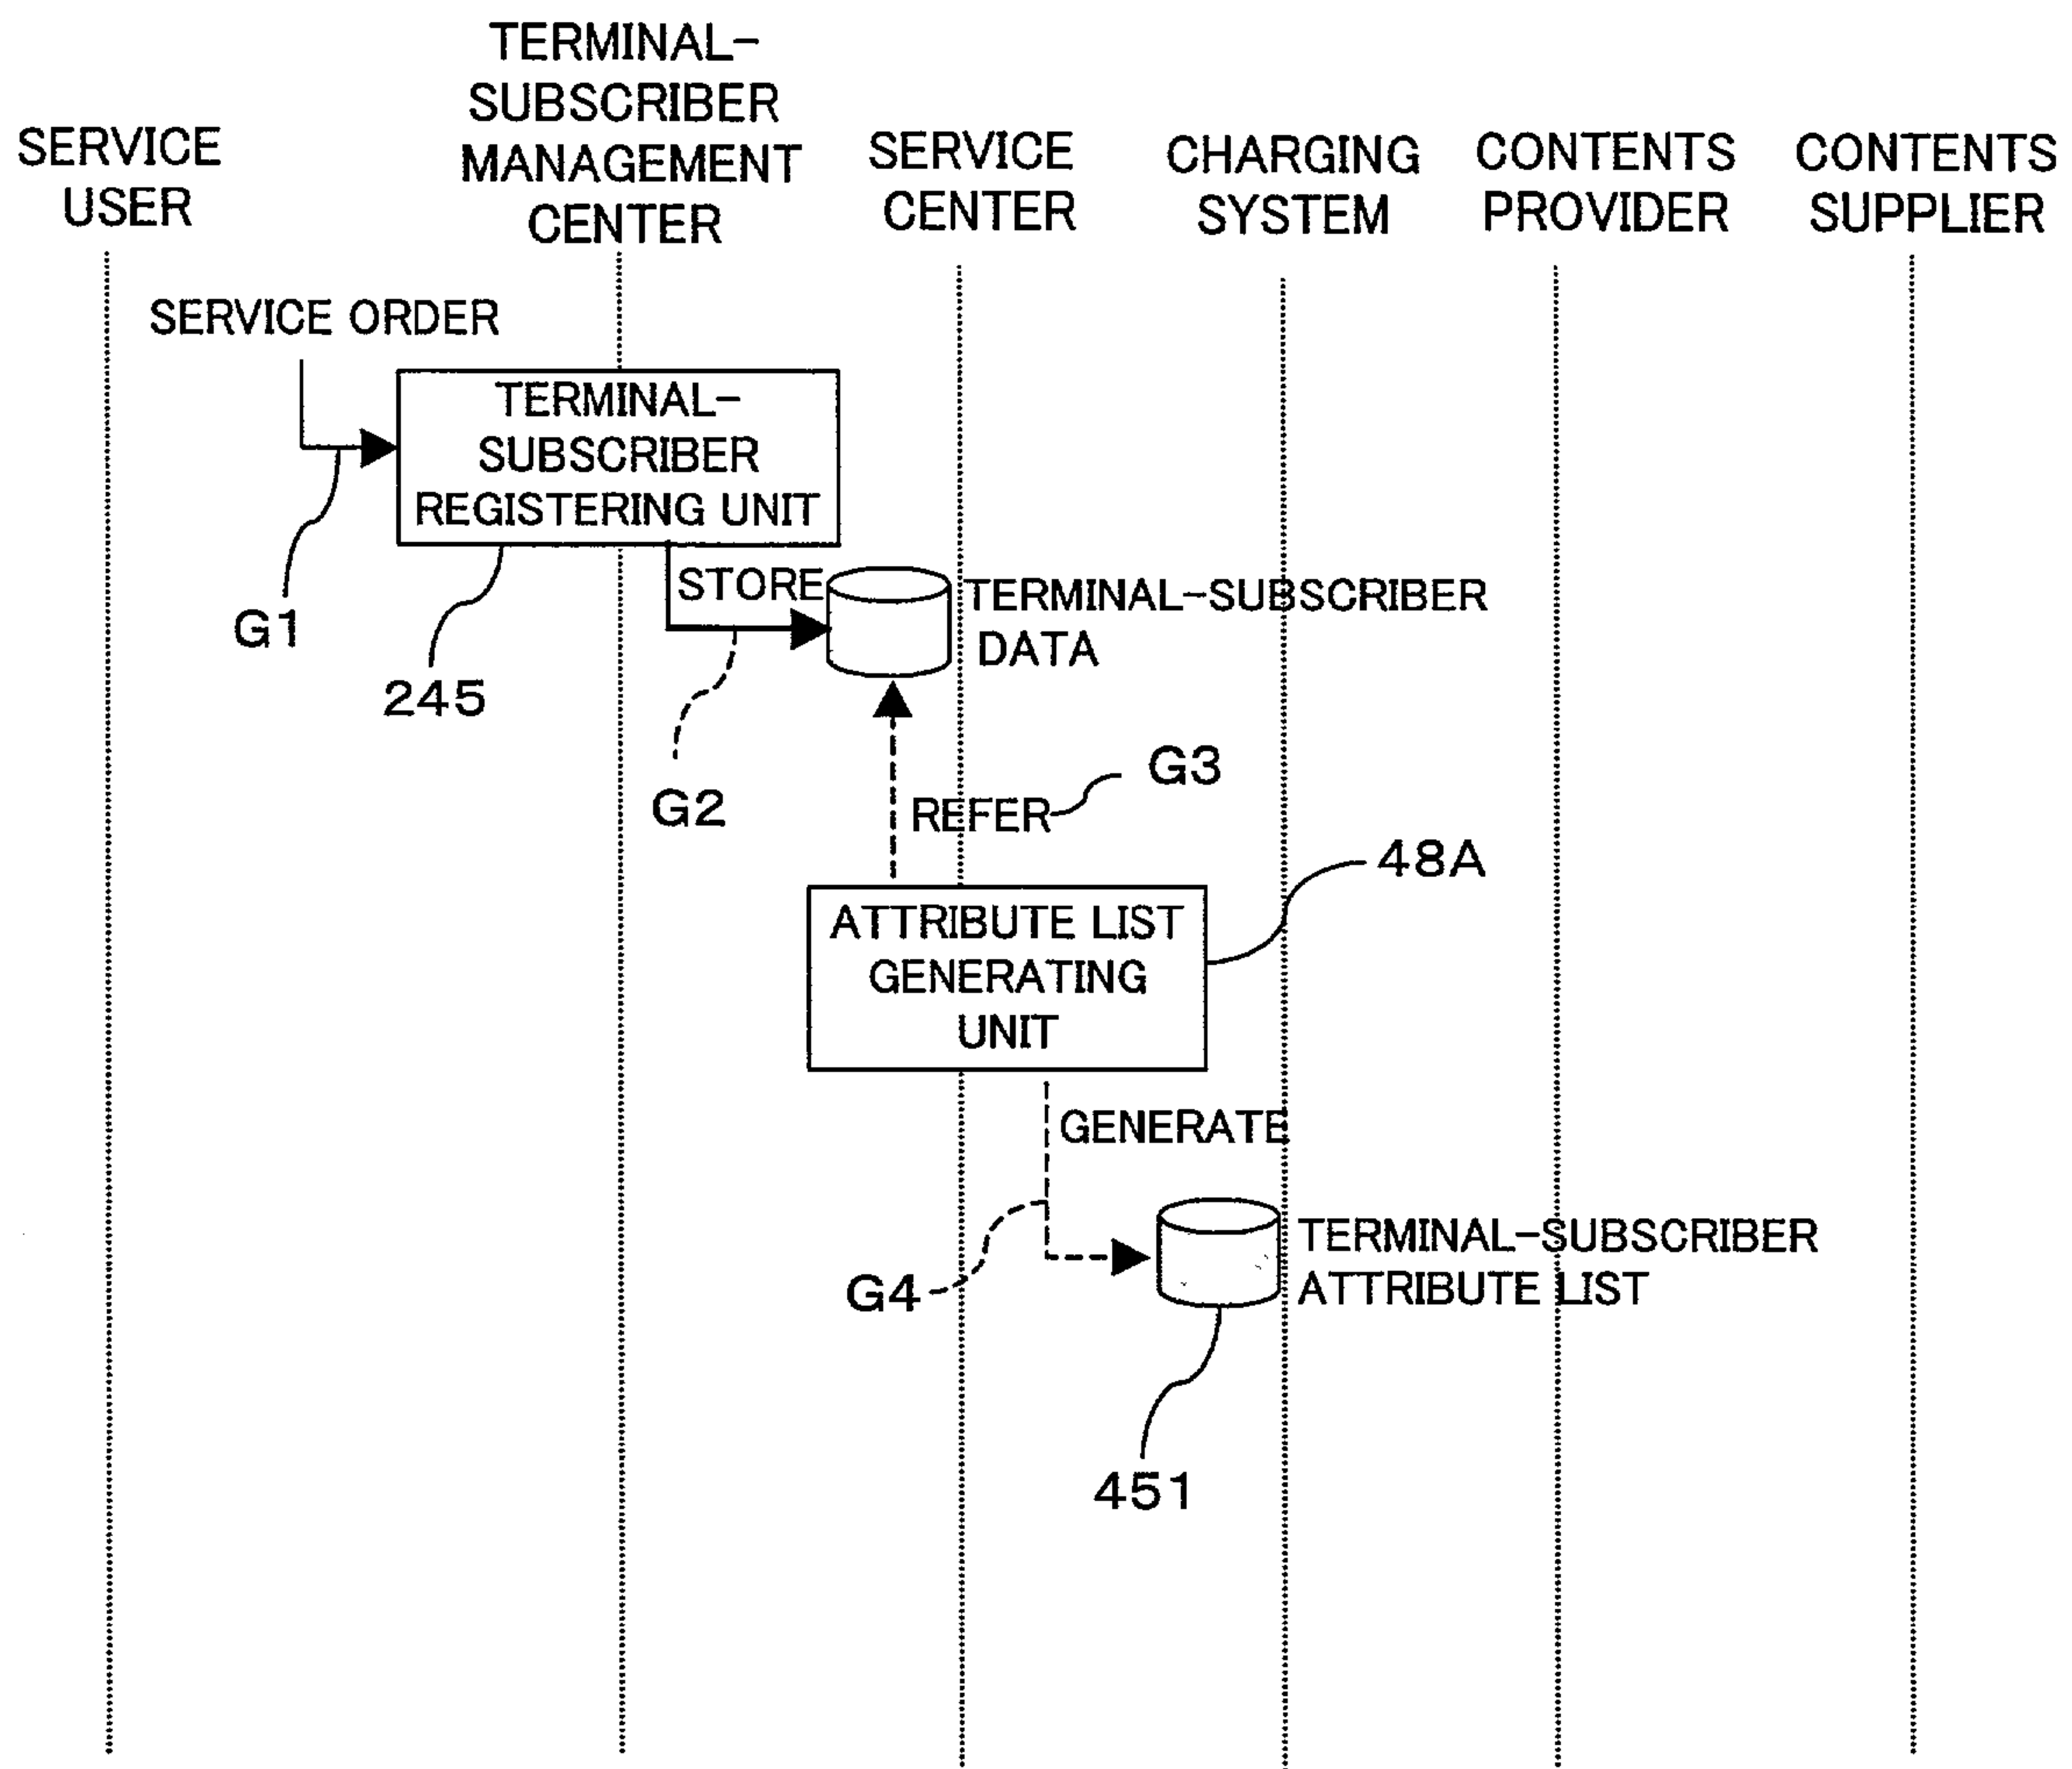 SERVICE
USER
TERMINAL-
SUBSCRIBER
MANAGEMENT
CENTER
SERVICE
CENTER
CHARGING
SYSTEM
CONTENTS
PROVIDER
CONTENTS
SUPPLIER
SERVICE ORDER
TERMINAL-
SUBSCRIBER
REGISTERING UNIT
G1
245
STORE
TERMINAL-SUBSCRIBER
DATA
G2
REFER
G3
48A
ATTRIBUTE LIST
GENERATING
UNIT
GENERATE
G4
TERMINAL-SUBSCRIBER
ATTRIBUTE LIST
451